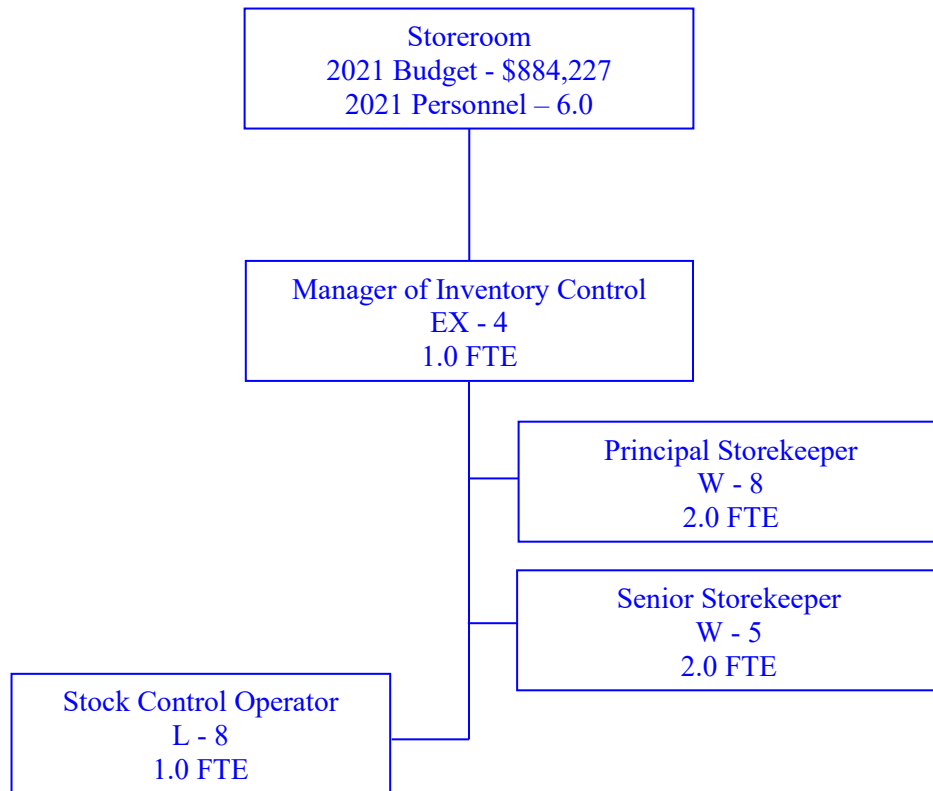 Storeroom
2021 Budget - $884,227
2021 Personnel – 6.0
Manager of Inventory Control
EX - 4
1.0 FTE
Principal Storekeeper
W - 8
2.0 FTE
Senior Storekeeper
W - 5
2.0 FTE
Stock Control Operator
L - 8
1.0 FTE